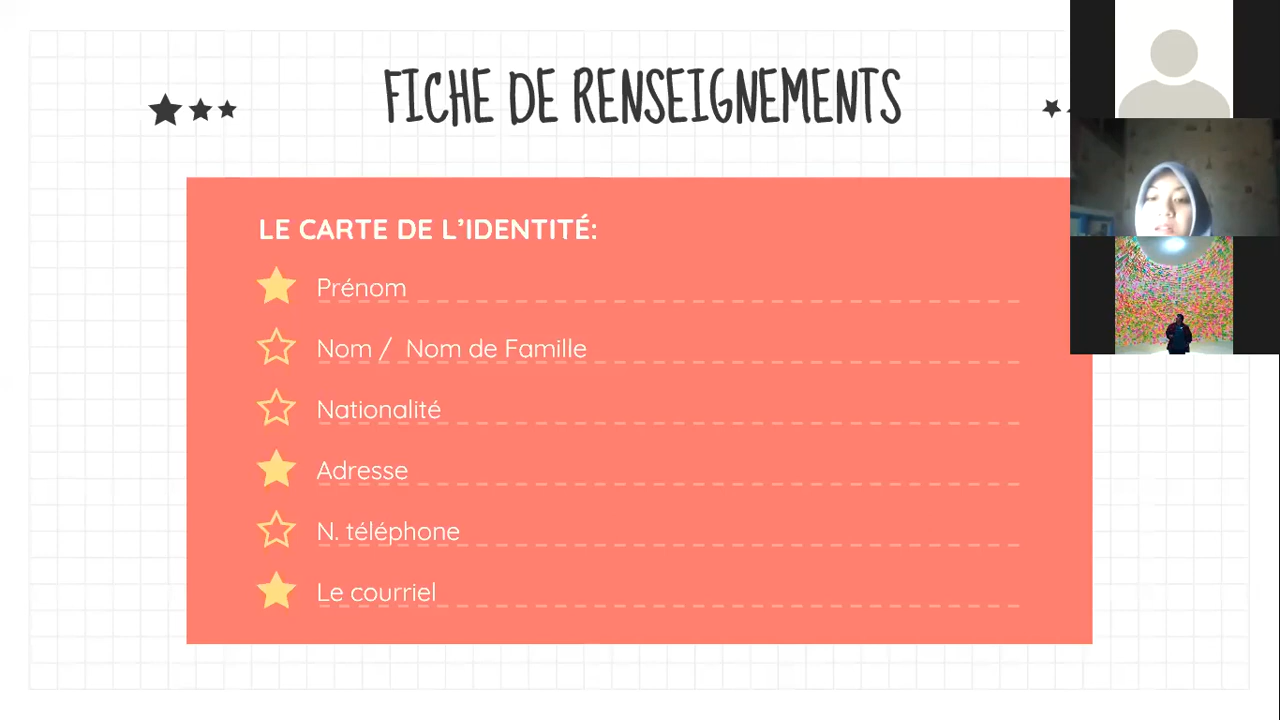 FICHE DE RENSEIGNEMENTS
LE CARTE DE L'IDENTITÉ:
Prénom
Nom / Nom de Famille
Nationalité
Adresse
N. téléphone
Le courriel